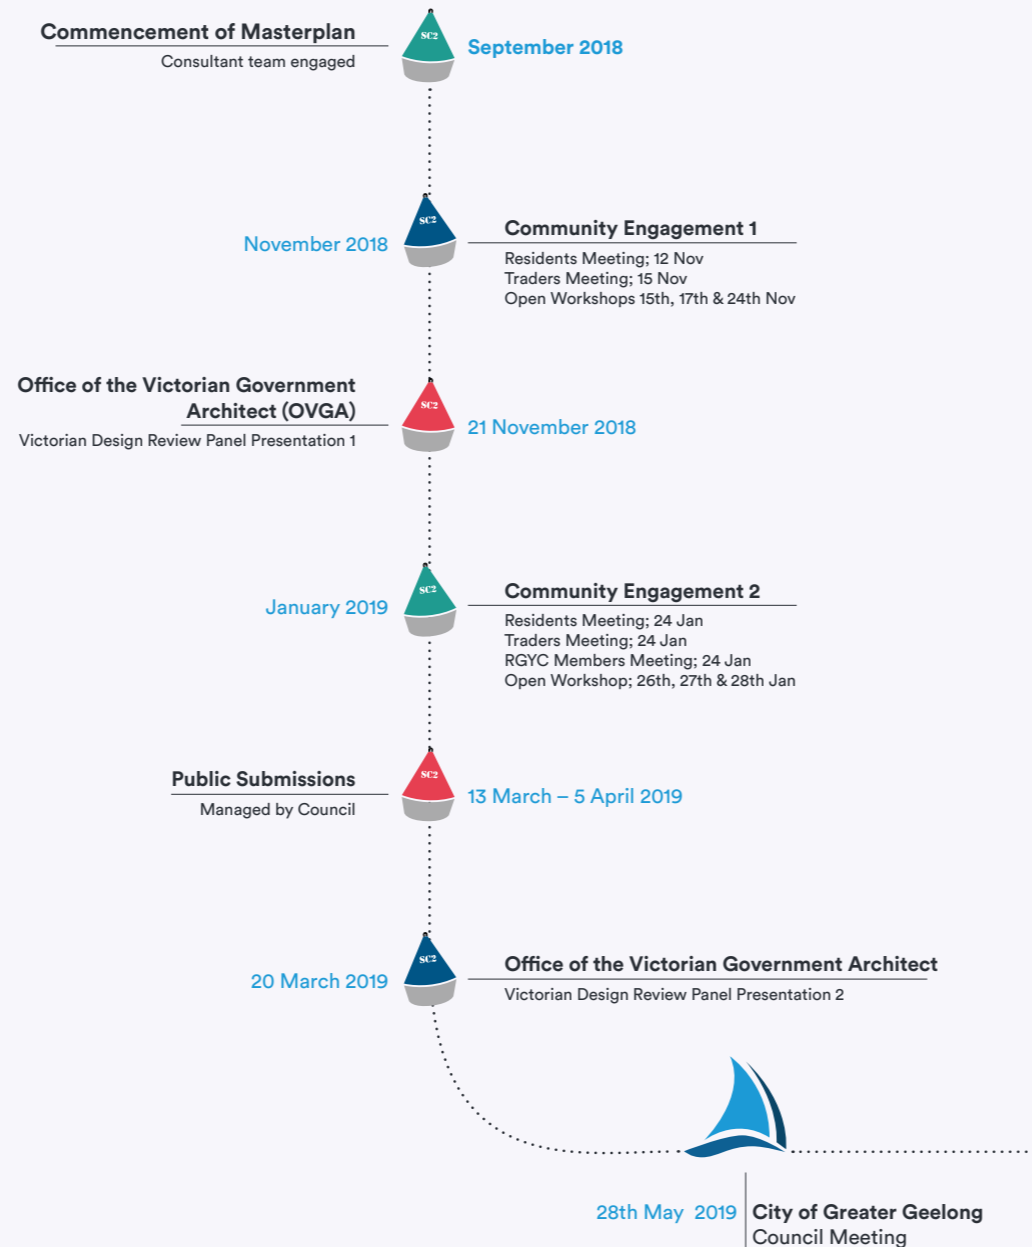 Commencement of Masterplan
Consultant team engaged
SC2
September 2018
November 2018
SC2
Community Engagement 1
Residents Meeting; 12 Nov
Traders Meeting; 15 Nov
Open Workshops 15th, 17th & 24th Nov
Office of the Victorian Government
Architect (OVGA)
Victorian Design Review Panel Presentation 1
SC2
21 November 2018
January 2019
SC2
Community Engagement 2
Residents Meeting; 24 Jan
Traders Meeting; 24 Jan
RGYC Members Meeting; 24 Jan
Open Workshop; 26th, 27th & 28th Jan
Public Submissions
Managed by Council
SC2
13 March – 5 April 2019
20 March 2019
SC2
Office of the Victorian Government Architect
Victorian Design Review Panel Presentation 2
28th May 2019
City of Greater Geelong
Council Meeting